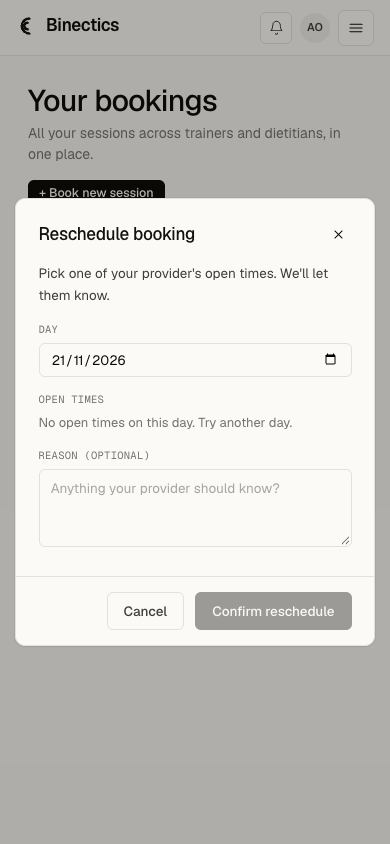 Binectics
AO
Your bookings
All your sessions across trainers and dietitians, in
one place.
+ Book new session
Reschedule booking
Pick one of your provider's open times. We'll let
them know.
DAY
21/11/2026
OPEN TIMES
No open times on this day. Try another day.
REASON (OPTIONAL)
Anything your provider should know?
Cancel
Confirm reschedule